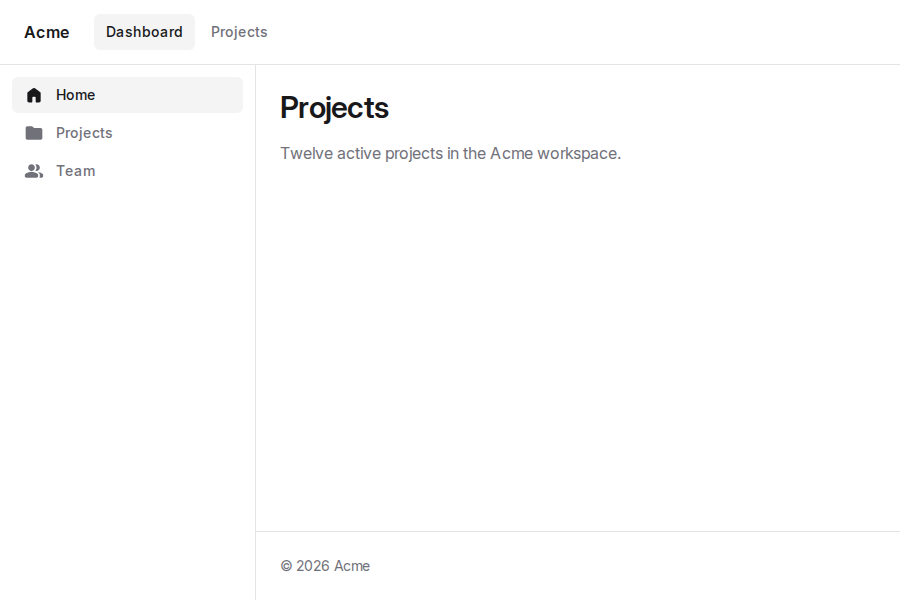 Acme
Dashboard
Projects
Home
Projects
Team
Projects
Twelve active projects in the Acme workspace.
© 2026 Acme